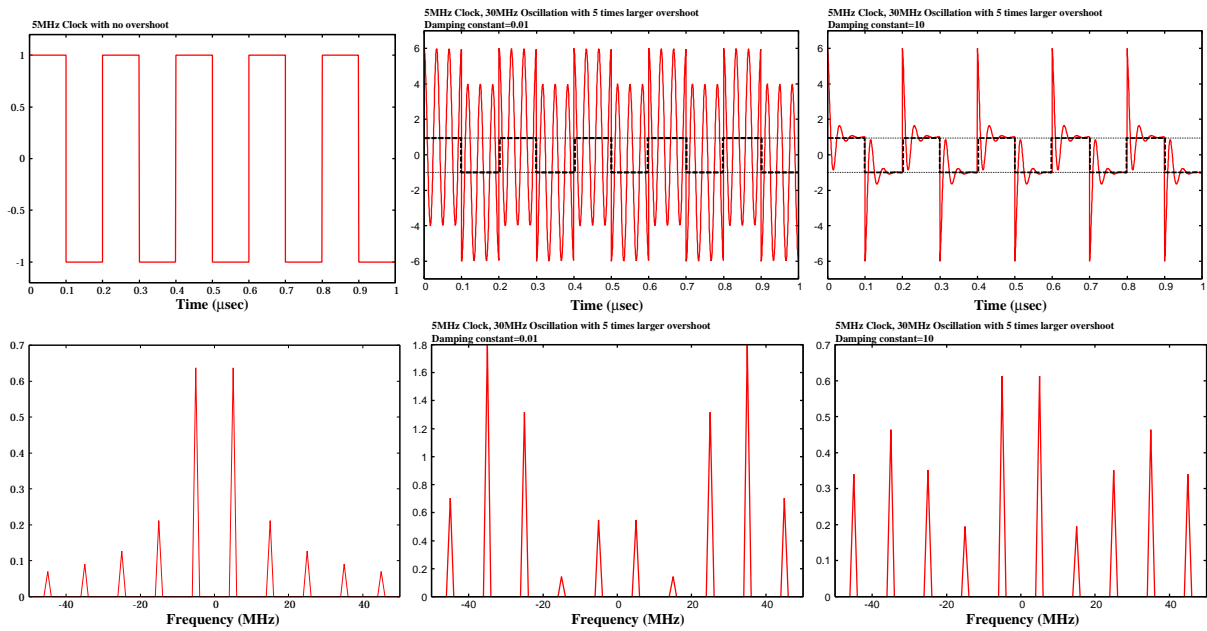 5MHz Clock with no overshoot
1
0.5
0
-0.5
-1
0 0.1 0.2 0.3 0.4 0.5 0.6 0.7 0.8 0.9 1
Time (μsec)
5MHz Clock, 30MHz Oscillation with 5 times larger overshoot
Damping constant=0.01
6
4
2
0
-2
-4
-6
0 0.1 0.2 0.3 0.4 0.5 0.6 0.7 0.8 0.9 1
Time (μsec)
5MHz Clock, 30MHz Oscillation with 5 times larger overshoot
Damping constant=10
6
4
2
0
-2
-4
-6
0 0.1 0.2 0.3 0.4 0.5 0.6 0.7 0.8 0.9 1
Time (μsec)
0.7
0.6
0.5
0.4
0.3
0.2
0.1
0
-40 -20 0 20 40
Frequency (MHz)
5MHz Clock, 30MHz Oscillation with 5 times larger overshoot
Damping constant=0.01
1.8
1.6
1.4
1.2
1
0.8
0.6
0.4
0.2
0
-40 -20 0 20 40
Frequency (MHz)
5MHz Clock, 30MHz Oscillation with 5 times larger overshoot
Damping constant=10
0.7
0.6
0.5
0.4
0.3
0.2
0.1
0
-40 -20 0 20 40
Frequency (MHz)